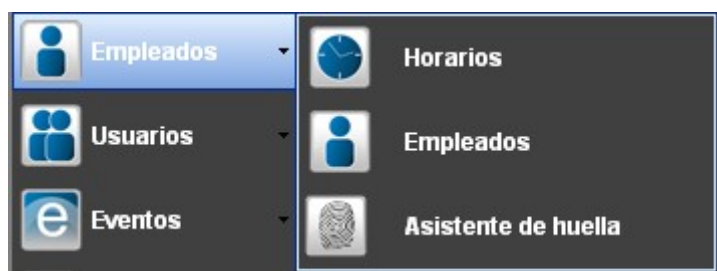 Empleados
Usuarios
Eventos
Horarios
Empleados
Asistente de huella